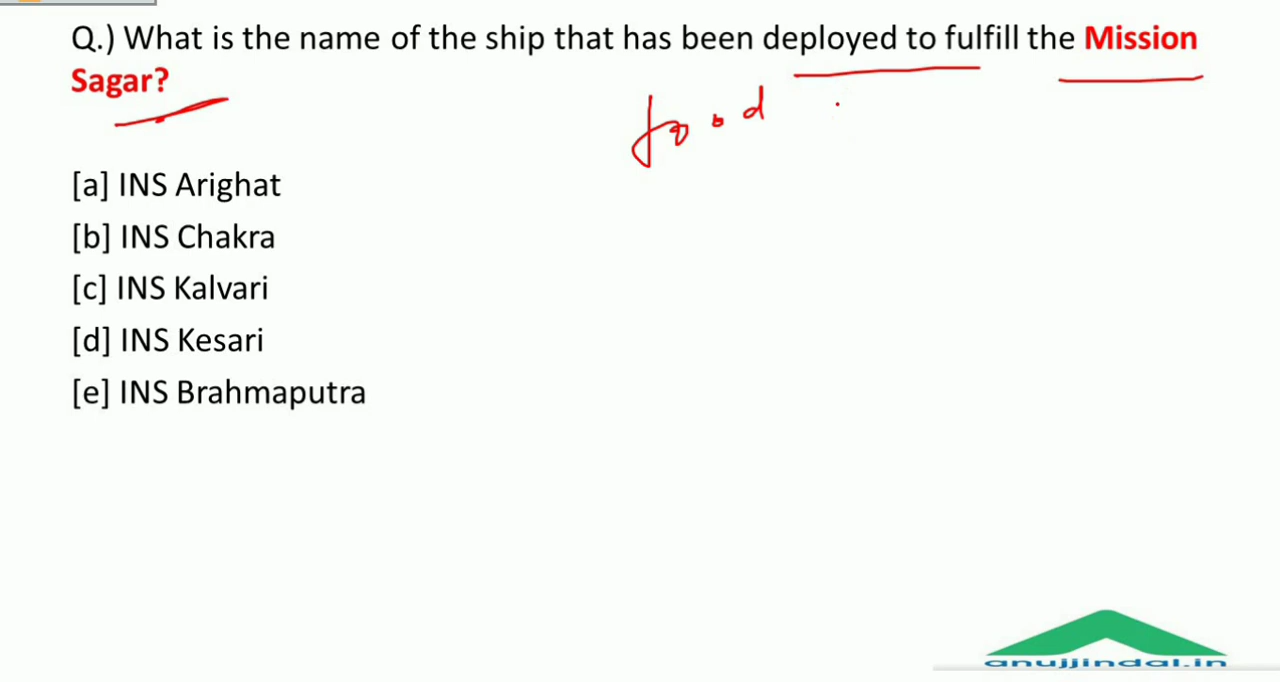 Q.) What is the name of the ship that has been deployed to fulfill the Mission
Sagar?
food
[a] INS Arighat
[b] INS Chakra
[c] INS Kalvari
[d] INS Kesari
[e] INS Brahmaputra
anujjindal.in